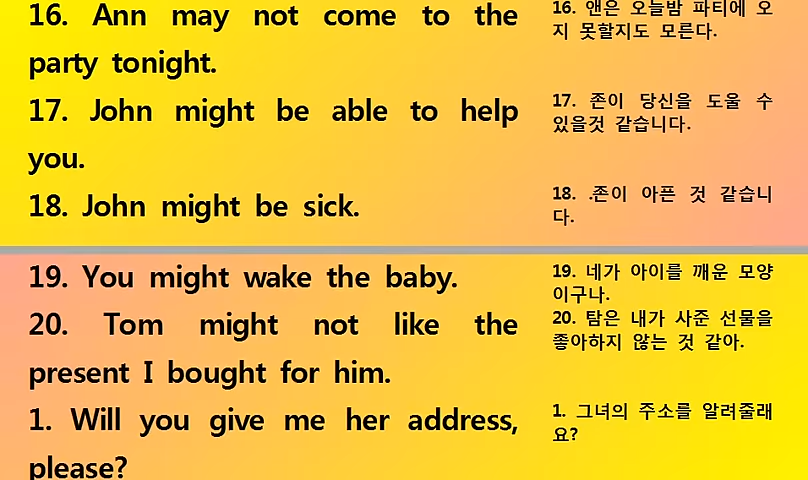 16. Ann may not come to the
party tonight.
17. John might be able to help
you.
18. John might be sick.
16. 앤은 오늘밤 파티에 오
지 못할지도 모른다.
17. 존이 당신을 도울 수
있을것 같습니다.
18. .존이 아픈 것 같습니
다.
19. You might wake the baby.
20. Tom might not like the
present I bought for him.
1. Will you give me her address,
please?
19. 네가 아이를 깨운 모양
이구나.
20. 탐은 내가 사준 선물을
좋아하지 않는 것 같아.
1. 그녀의 주소를 알려줄래
요?